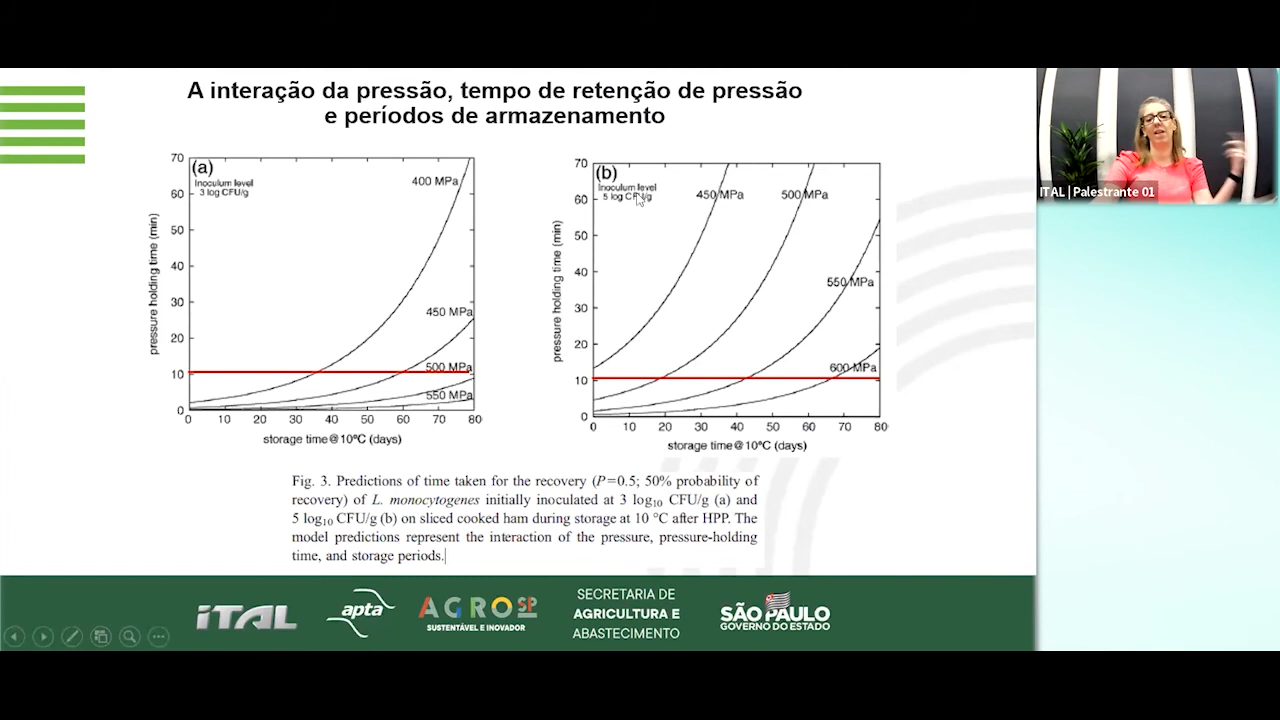 A interação da pressão, tempo de retenção de pressão
e períodos de armazenamento
(a)
Inoculum level
3 log CFU/g
400 MPa
450 MPa
500 MPa
550 MPa
pressure holding time (min)
70
60
50
40
30
20
10
0
0 10 20 30 40 50 60 70 80
storage time@10ºC (days)
(b)
Inoculum level
5 log CFU/g
450 MPa
500 MPa
550 MPa
600 MPa
pressure holding time (min)
70
60
50
40
30
20
10
0
0 10 20 30 40 50 60 70 80
storage time@10ºC (days)
Fig. 3. Predictions of time taken for the recovery (P=0.5; 50% probability of
recovery) of L. monocytogenes initially inoculated at 3 log10 CFU/g (a) and
5 log10 CFU/g (b) on sliced cooked ham during storage at 10 °C after HPP. The
model predictions represent the interaction of the pressure, pressure-holding
time, and storage periods.
ITAL | Palestrante 01
iTAL
apta
AGRO SP
SUSTENTÁVEL E INOVADOR
SECRETARIA DE
AGRICULTURA E
ABASTECIMENTO
SÃO PAULO
GOVERNO DO ESTADO